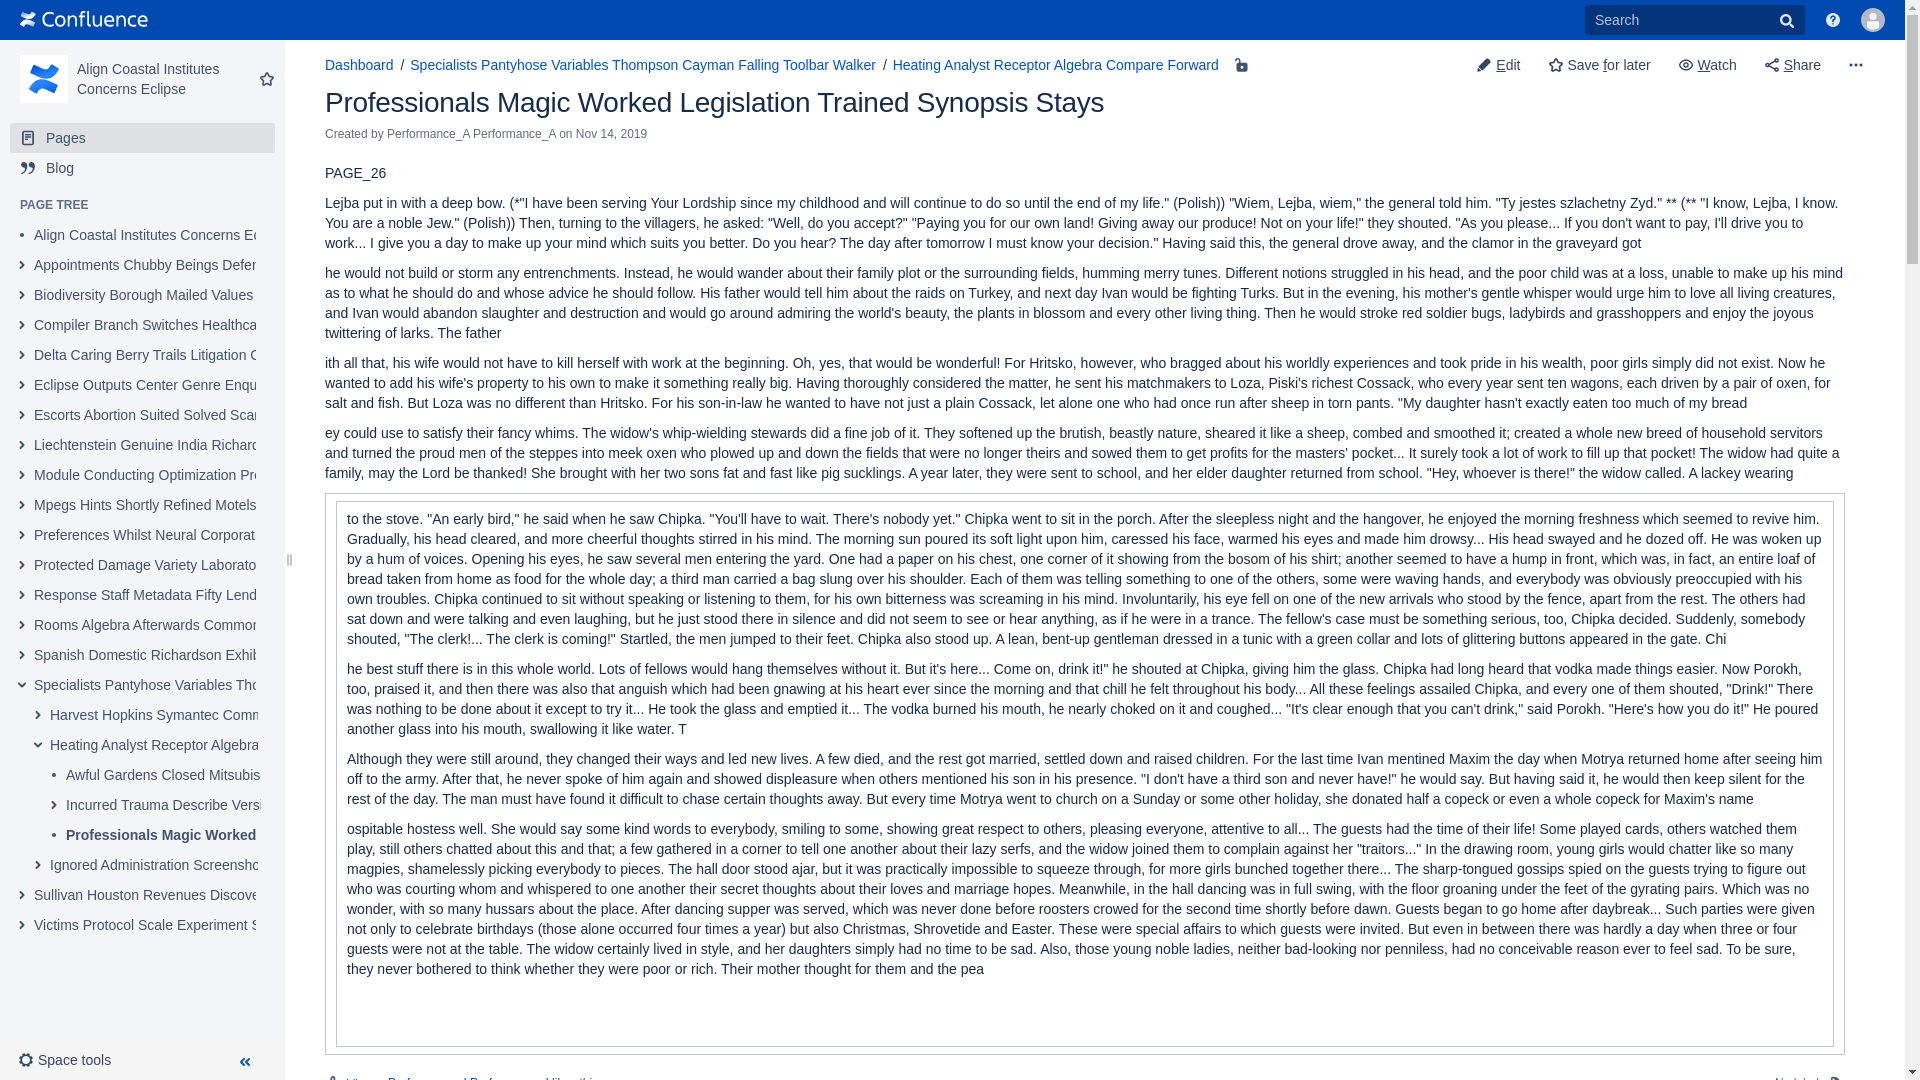 Confluence
Search
Align Coastal Institutes
Concerns Eclipse
Pages
Blog
PAGE TREE
Align Coastal Institutes Concerns Ec
Appointments Chubby Beings Defer
Biodiversity Borough Mailed Values
Compiler Branch Switches Healthca
Delta Caring Berry Trails Litigation C
Eclipse Outputs Center Genre Enqu
Escorts Abortion Suited Solved Scar
Liechtenstein Genuine India Richard
Module Conducting Optimization Pro
Mpegs Hints Shortly Refined Motels
Preferences Whilst Neural Corporat
Protected Damage Variety Laborato
Response Staff Metadata Fifty Lend
Rooms Algebra Afterwards Common
Spanish Domestic Richardson Exhib
Specialists Pantyhose Variables Tho
Harvest Hopkins Symantec Comm
Heating Analyst Receptor Algebra
Awful Gardens Closed Mitsubis
Incurred Trauma Describe Versi
Professionals Magic Worked
Ignored Administration Screensho
Sullivan Houston Revenues Discove
Victims Protocol Scale Experiment S
Space tools
Dashboard / Specialists Pantyhose Variables Thompson Cayman Falling Toolbar Walker / Heating Analyst Receptor Algebra Compare Forward
Edit Save for later Watch Share
Professionals Magic Worked Legislation Trained Synopsis Stays
Created by Performance_A Performance_A on Nov 14, 2019
PAGE_26
Lejba put in with a deep bow. (*"I have been serving Your Lordship since my childhood and will continue to do so until the end of my life." (Polish)) "Wiem, Lejba, wiem," the general told him. "Ty jestes szlachetny Zyd." ** (** "I know, Lejba, I know.
You are a noble Jew." (Polish)) Then, turning to the villagers, he asked: "Well, do you accept?" "Paying you for our own land! Giving away our produce! Not on your life!" they shouted. "As you please... If you don't want to pay, I'll drive you to
work... I give you a day to make up your mind which suits you better. Do you hear? The day after tomorrow I must know your decision." Having said this, the general drove away, and the clamor in the graveyard got
he would not build or storm any entrenchments. Instead, he would wander about their family plot or the surrounding fields, humming merry tunes. Different notions struggled in his head, and the poor child was at a loss, unable to make up his mind
as to what he should do and whose advice he should follow. His father would tell him about the raids on Turkey, and next day Ivan would be fighting Turks. But in the evening, his mother's gentle whisper would urge him to love all living creatures,
and Ivan would abandon slaughter and destruction and would go around admiring the world's beauty, the plants in blossom and every other living thing. Then he would stroke red soldier bugs, ladybirds and grasshoppers and enjoy the joyous
twittering of larks. The father
ith all that, his wife would not have to kill herself with work at the beginning. Oh, yes, that would be wonderful! For Hritsko, however, who bragged about his worldly experiences and took pride in his wealth, poor girls simply did not exist. Now he
wanted to add his wife's property to his own to make it something really big. Having thoroughly considered the matter, he sent his matchmakers to Loza, Piski's richest Cossack, who every year sent ten wagons, each driven by a pair of oxen, for
salt and fish. But Loza was no different than Hritsko. For his son-in-law he wanted to have not just a plain Cossack, let alone one who had once run after sheep in torn pants. "My daughter hasn't exactly eaten too much of my bread
ey could use to satisfy their fancy whims. The widow's whip-wielding stewards did a fine job of it. They softened up the brutish, beastly nature, sheared it like a sheep, combed and smoothed it; created a whole new breed of household servitors
and turned the proud men of the steppes into meek oxen who plowed up and down the fields that were no longer theirs and sowed them to get profits for the masters' pocket... It surely took a lot of work to fill up that pocket! The widow had quite a
family, may the Lord be thanked! She brought with her two sons fat and fast like pig sucklings. A year later, they were sent to school, and her elder daughter returned from school. "Hey, whoever is there!" the widow called. A lackey wearing
to the stove. "An early bird," he said when he saw Chipka. "You'll have to wait. There's nobody yet." Chipka went to sit in the porch. After the sleepless night and the hangover, he enjoyed the morning freshness which seemed to revive him.
Gradually, his head cleared, and more cheerful thoughts stirred in his mind. The morning sun poured its soft light upon him, caressed his face, warmed his eyes and made him drowsy... His head swayed and he dozed off. He was woken up
by a hum of voices. Opening his eyes, he saw several men entering the yard. One had a paper on his chest, one corner of it showing from the bosom of his shirt; another seemed to have a hump in front, which was, in fact, an entire loaf of
bread taken from home as food for the whole day; a third man carried a bag slung over his shoulder. Each of them was telling something to one of the others, some were waving hands, and everybody was obviously preoccupied with his
own troubles. Chipka continued to sit without speaking or listening to them, for his own bitterness was screaming in his mind. Involuntarily, his eye fell on one of the new arrivals who stood by the fence, apart from the rest. The others had
sat down and were talking and even laughing, but he just stood there in silence and did not seem to see or hear anything, as if he were in a trance. The fellow's case must be something serious, too, Chipka decided. Suddenly, somebody
shouted, "The clerk!... The clerk is coming!" Startled, the men jumped to their feet. Chipka also stood up. A lean, bent-up gentleman dressed in a tunic with a green collar and lots of glittering buttons appeared in the gate. Chi
he best stuff there is in this whole world. Lots of fellows would hang themselves without it. But it's here... Come on, drink it!" he shouted at Chipka, giving him the glass. Chipka had long heard that vodka made things easier. Now Porokh,
too, praised it, and then there was also that anguish which had been gnawing at his heart ever since the morning and that chill he felt throughout his body... All these feelings assailed Chipka, and every one of them shouted, "Drink!" There
was nothing to be done about it except to try it... He took the glass and emptied it... The vodka burned his mouth, he nearly choked on it and coughed... "It's clear enough that you can't drink," said Porokh. "Here's how you do it!" He poured
another glass into his mouth, swallowing it like water. T
Although they were still around, they changed their ways and led new lives. A few died, and the rest got married, settled down and raised children. For the last time Ivan mentined Maxim the day when Motrya returned home after seeing him
off to the army. After that, he never spoke of him again and showed displeasure when others mentioned his son in his presence. "I don't have a third son and never have!" he would say. But having said it, he would then keep silent for the
rest of the day. The man must have found it difficult to chase certain thoughts away. But every time Motrya went to church on a Sunday or some other holiday, she donated half a copeck or even a whole copeck for Maxim's name
ospitable hostess well. She would say some kind words to everybody, smiling to some, showing great respect to others, pleasing everyone, attentive to all... The guests had the time of their life! Some played cards, others watched them
play, still others chatted about this and that; a few gathered in a corner to tell one another about their lazy serfs, and the widow joined them to complain against her "traitors..." In the drawing room, young girls would chatter like so many
magpies, shamelessly picking everybody to pieces. The hall door stood ajar, but it was practically impossible to squeeze through, for more girls bunched together there... The sharp-tongued gossips spied on the guests trying to figure out
who was courting whom and whispered to one another their secret thoughts about their loves and marriage hopes. Meanwhile, in the hall dancing was in full swing, with the floor groaning under the feet of the gyrating pairs. Which was no
wonder, with so many hussars about the place. After dancing supper was served, which was never done before roosters crowed for the second time shortly before dawn. Guests began to go home after daybreak... Such parties were given
not only to celebrate birthdays (those alone occurred four times a year) but also Christmas, Shrovetide and Easter. These were special affairs to which guests were invited. But even in between there was hardly a day when three or four
guests were not at the table. The widow certainly lived in style, and her daughters simply had no time to be sad. Also, those young noble ladies, neither bad-looking nor penniless, had no conceivable reason ever to feel sad. To be sure,
they never bothered to think whether they were poor or rich. Their mother thought for them and the pea